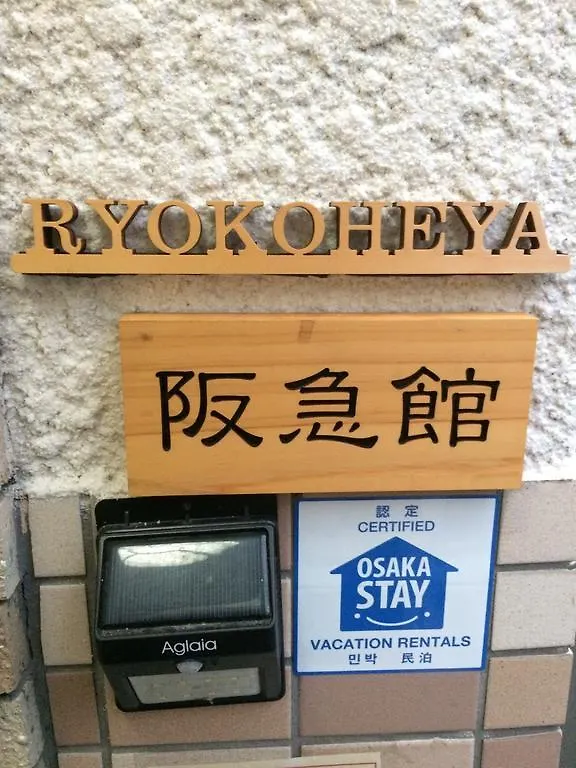 RYOKOHEYA
阪急館
Aglaia
認定
CERTIFIED
OSAKA
STAY
VACATION RENTALS
민박 民泊